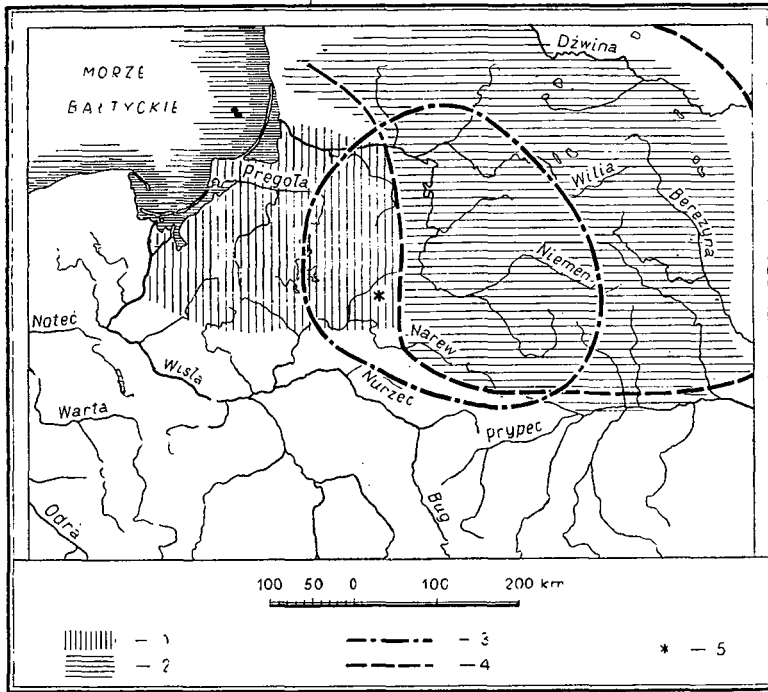 MORZE
BAŁTYCKIE
Dźwina
Pregoła
Wilia
Berezyna
Niemen
Noteć
Narew
Wisła
Nurzec
Warta
Prypeć
Bug
Odra
100 50 0 100 200 km
— 1
— 2
— 3
— 4
* — 5